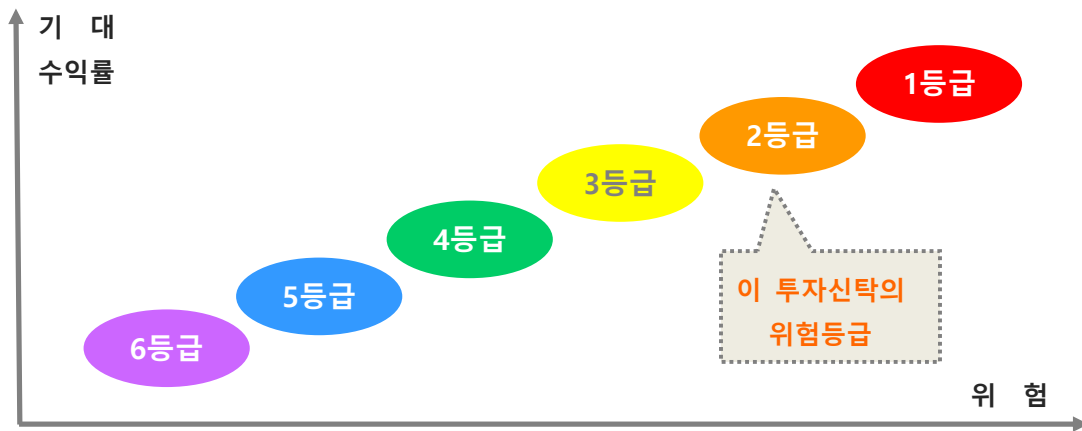 기 대
수익률
1등급
2등급
3등급
4등급
5등급
6등급
이 투자신탁의
위험등급
위 험